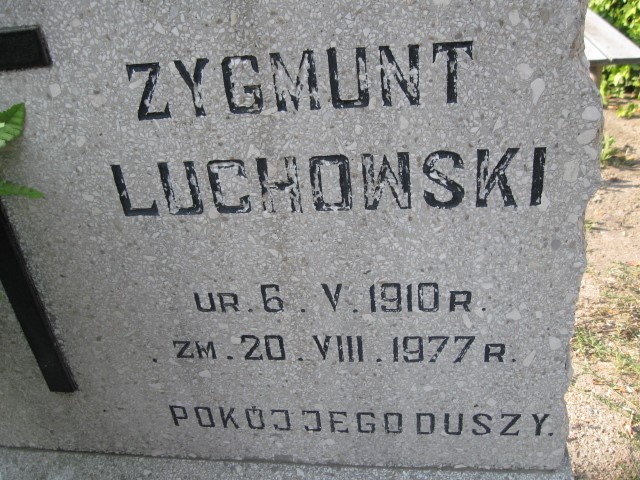 ZYGMUNT
LUCHOWSKI
UR. 6. V. 1910 R.
ZM. 20. VIII. 1977 R.
POKÓJ JEGO DUSZY.